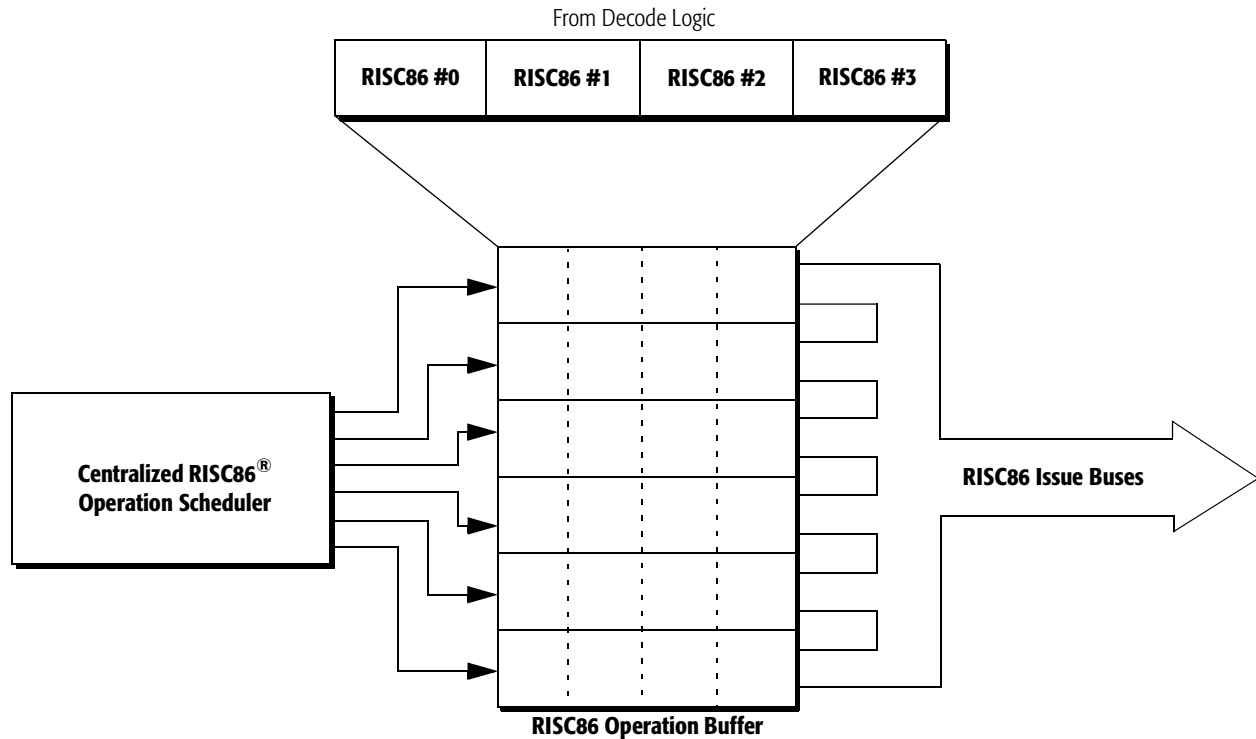 From Decode Logic
RISC86 #0 RISC86 #1 RISC86 #2 RISC86 #3
Centralized RISC86®
Operation Scheduler
RISC86 Issue Buses
RISC86 Operation Buffer